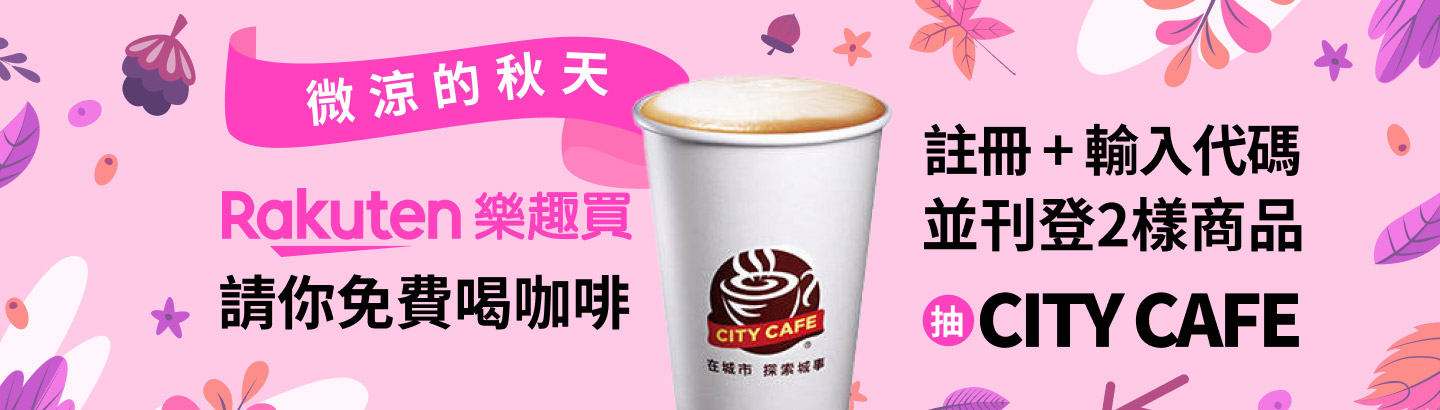 微涼的秋天
Rakuten 樂趣買
請你免費喝咖啡
CITY CAFE
®
在城市 探索城事
註冊+輸入代碼
並刊登2樣商品
抽 CITY CAFE